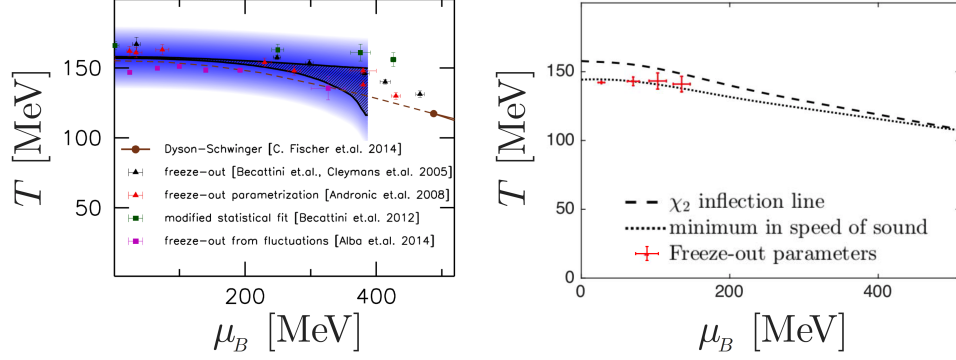 T [MeV]
150
100
50
Dyson-Schwinger [C. Fischer et.al. 2014]
freeze-out [Becattini et.al., Cleymans et.al. 2005]
freeze-out parametrization [Andronic et.al. 2008]
modified statistical fit [Becattini et.al. 2012]
freeze-out from fluctuations [Alba et.al. 2014]
200
400
μ_B [MeV]
T [MeV]
200
150
100
50
0
χ₂ inflection line
minimum in speed of sound
Freeze-out parameters
0
200
400
μ_B [MeV]